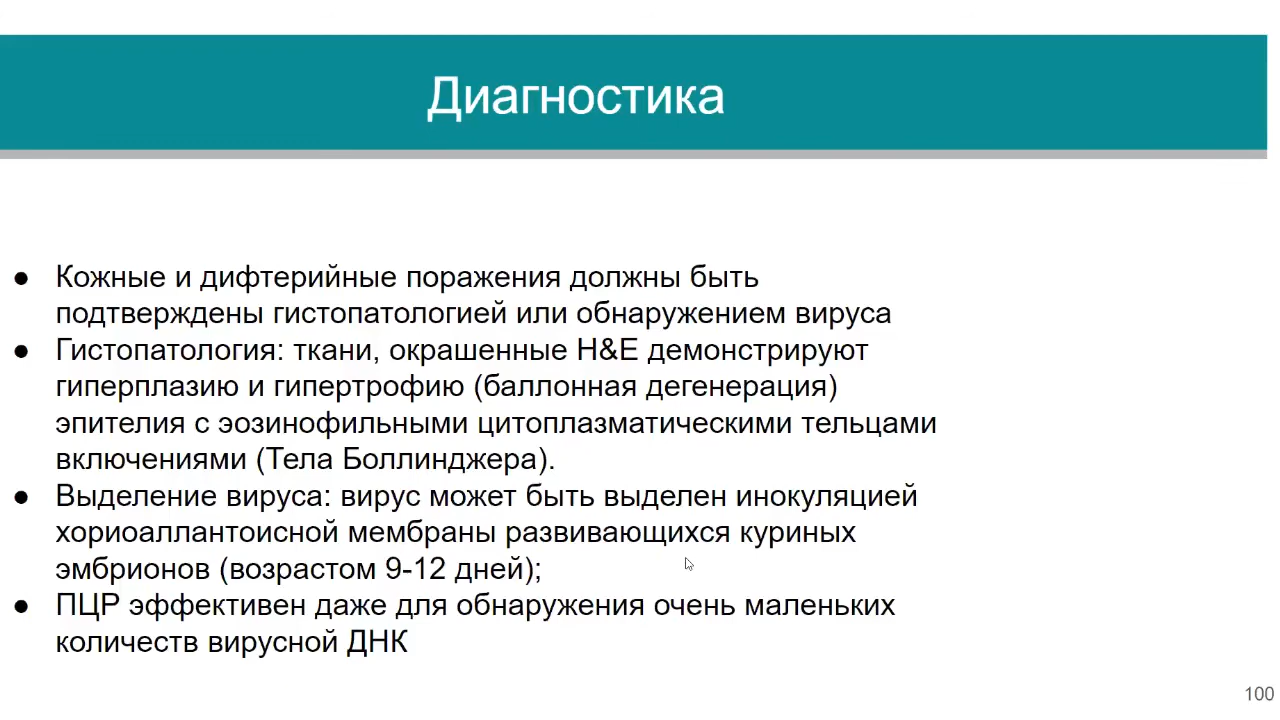 Диагностика
● Кожные и дифтерийные поражения должны быть
подтверждены гистопатологией или обнаружением вируса
● Гистопатология: ткани, окрашенные H&E демонстрируют
гиперплазию и гипертрофию (баллонная дегенерация)
эпителия с эозинофильными цитоплазматическими тельцами
включениями (Тела Боллинджера).
● Выделение вируса: вирус может быть выделен инокуляцией
хориоаллантоисной мембраны развивающихся куриных
эмбрионов (возрастом 9-12 дней);
● ПЦР эффективен даже для обнаружения очень маленьких
количеств вирусной ДНК
100